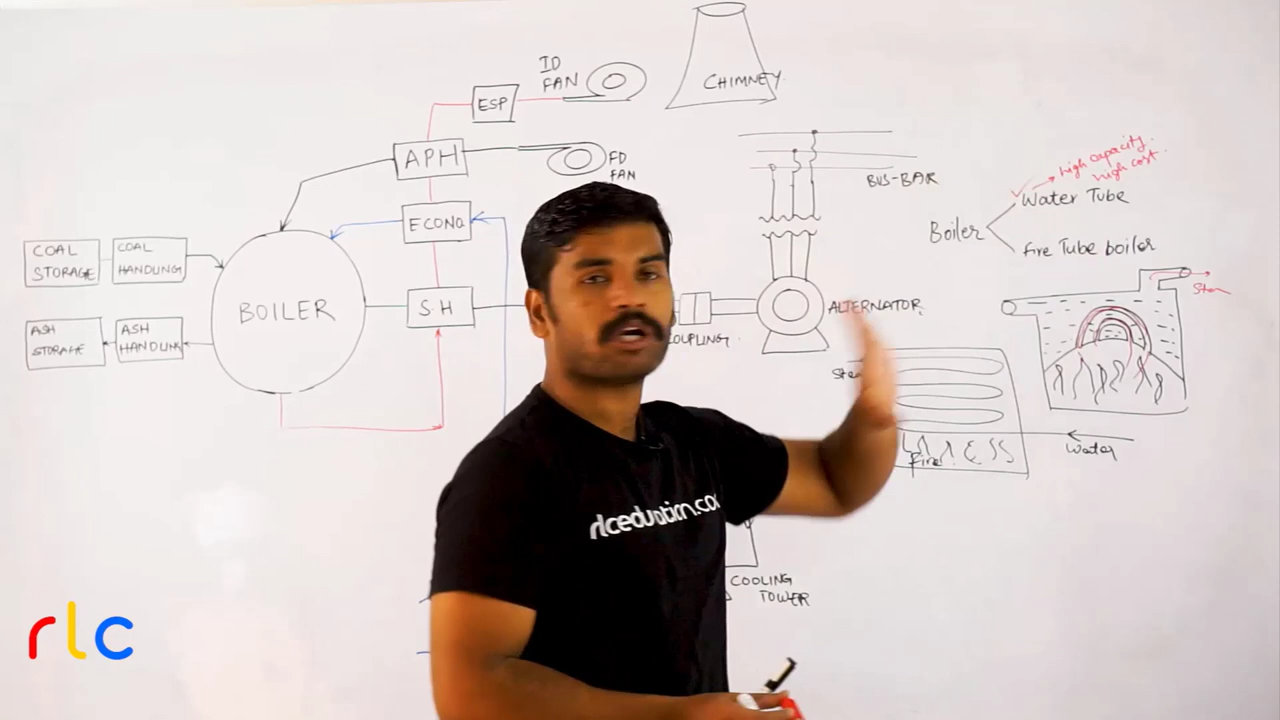 ID
FAN
CHIMNEY
ESP
APH
FD
FAN
BUS-BAR
high capacity
high cost
Water Tube
Boiler
Fire Tube boiler
ECONO
COAL
STORAGE
COAL
HANDLING
BOILER
S.H
ASH
STORAGE
ASH
HANDLING
COUPLING
ALTERNATOR
Water
Fire
rlceducation.co
COOLING
TOWER
rlc